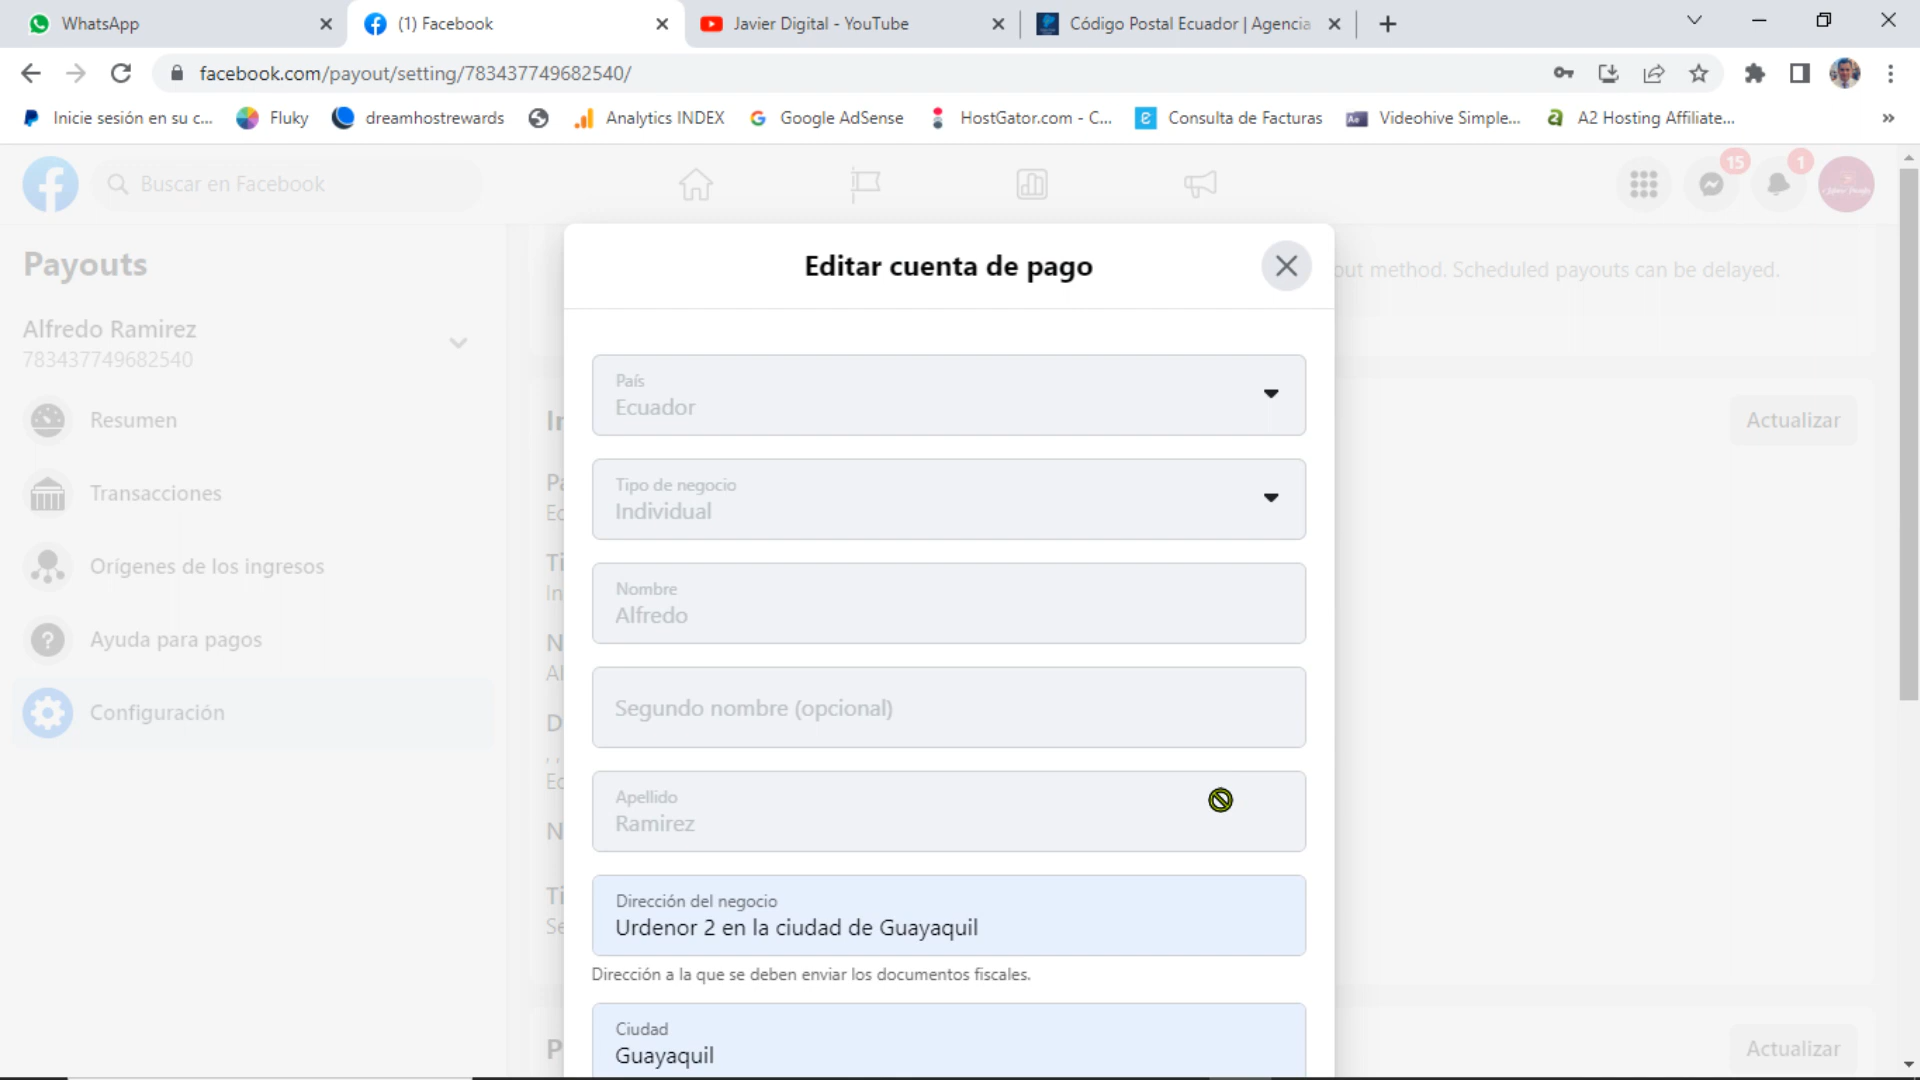 WhatsApp
(1) Facebook
Javier Digital - YouTube
Código Postal Ecuador | Agencia
facebook.com/payout/setting/783437749682540/
Inicie sesión en su c...
Fluky
dreamhostrewards
Analytics INDEX
Google AdSense
HostGator.com - C...
Consulta de Facturas
Videohive Simple...
A2 Hosting Affiliate...
Buscar en Facebook
15
1
Payouts
Alfredo Ramirez
783437749682540
Resumen
Transacciones
Orígenes de los ingresos
Ayuda para pagos
Configuración
out method. Scheduled payouts can be delayed.
Actualizar
Editar cuenta de pago
País
Ecuador
Tipo de negocio
Individual
Nombre
Alfredo
Segundo nombre (opcional)
Apellido
Ramirez
Dirección del negocio
Urdenor 2 en la ciudad de Guayaquil
Dirección a la que se deben enviar los documentos fiscales.
Ciudad
Guayaquil
Actualizar